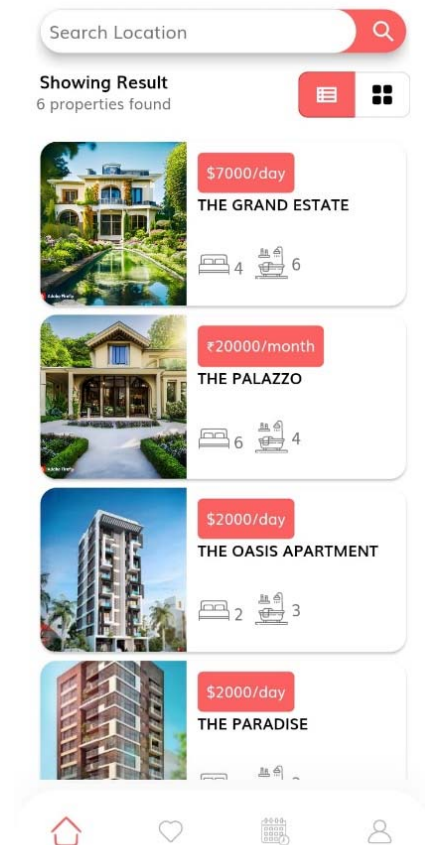 Search Location
Showing Result
6 properties found
$7000/day
THE GRAND ESTATE
4 6
₹20000/month
THE PALAZZO
6 4
$2000/day
THE OASIS APARTMENT
2 3
$2000/day
THE PARADISE